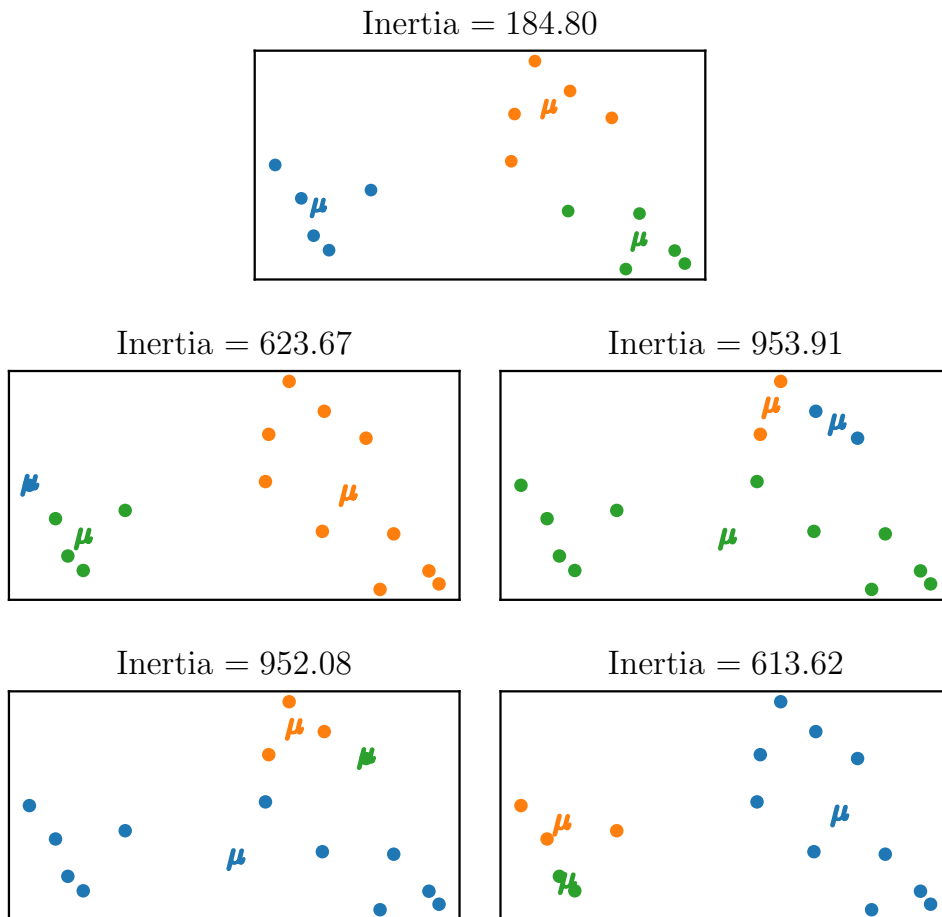 Inertia = 184.80
μ
μ
μ
Inertia = 623.67
Inertia = 953.91
μ
μ
μ
μ
μ
μ
Inertia = 952.08
Inertia = 613.62
μ
μ
μ
μ
μ
μ